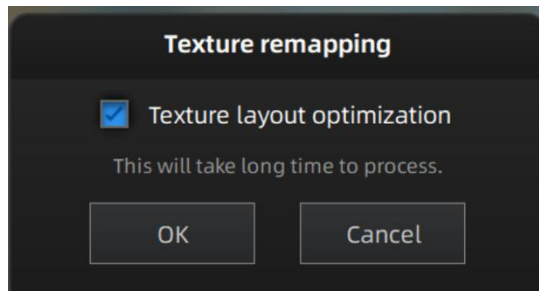 Texture remapping
Texture layout optimization
This will take long time to process.
OK
Cancel